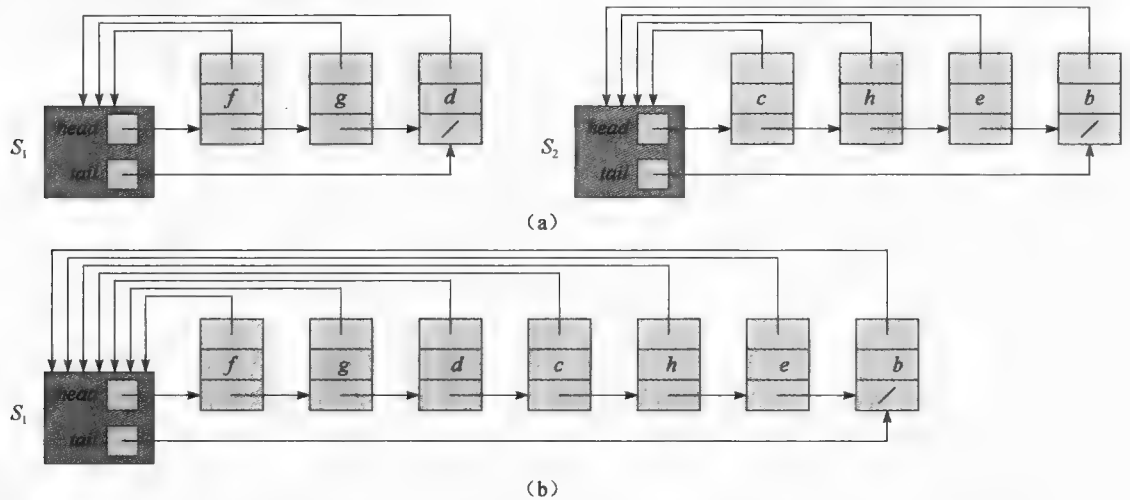 f g d
c h e b
head
head
S₁
S₂
tail
tail
（a）
f g d c h e b
head
S₁
tail
（b）